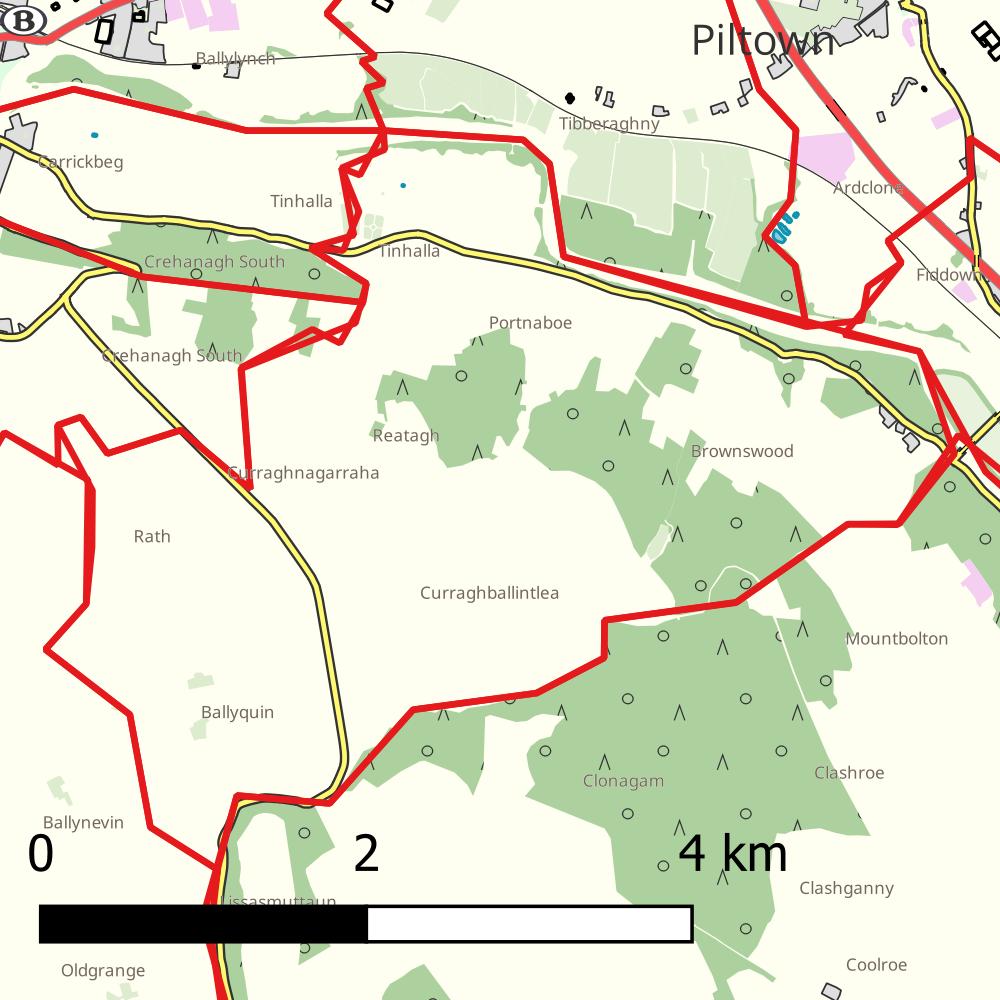 B
Piltown
Ballylynch
Tibberaghny
Carrickbeg
Ardclone
Tinhalla
Tinhalla
Crehanagh South
Fiddown
Portnaboe
Crehanagh South
Reatagh
Brownswood
Curraghnagarraha
Rath
Curraghballintlea
Mountbolton
Ballyquin
Clashroe
Clonagam
Ballynevin
0 2 4 km
Clashganny
Lissasmuttaun
Coolroe
Oldgrange